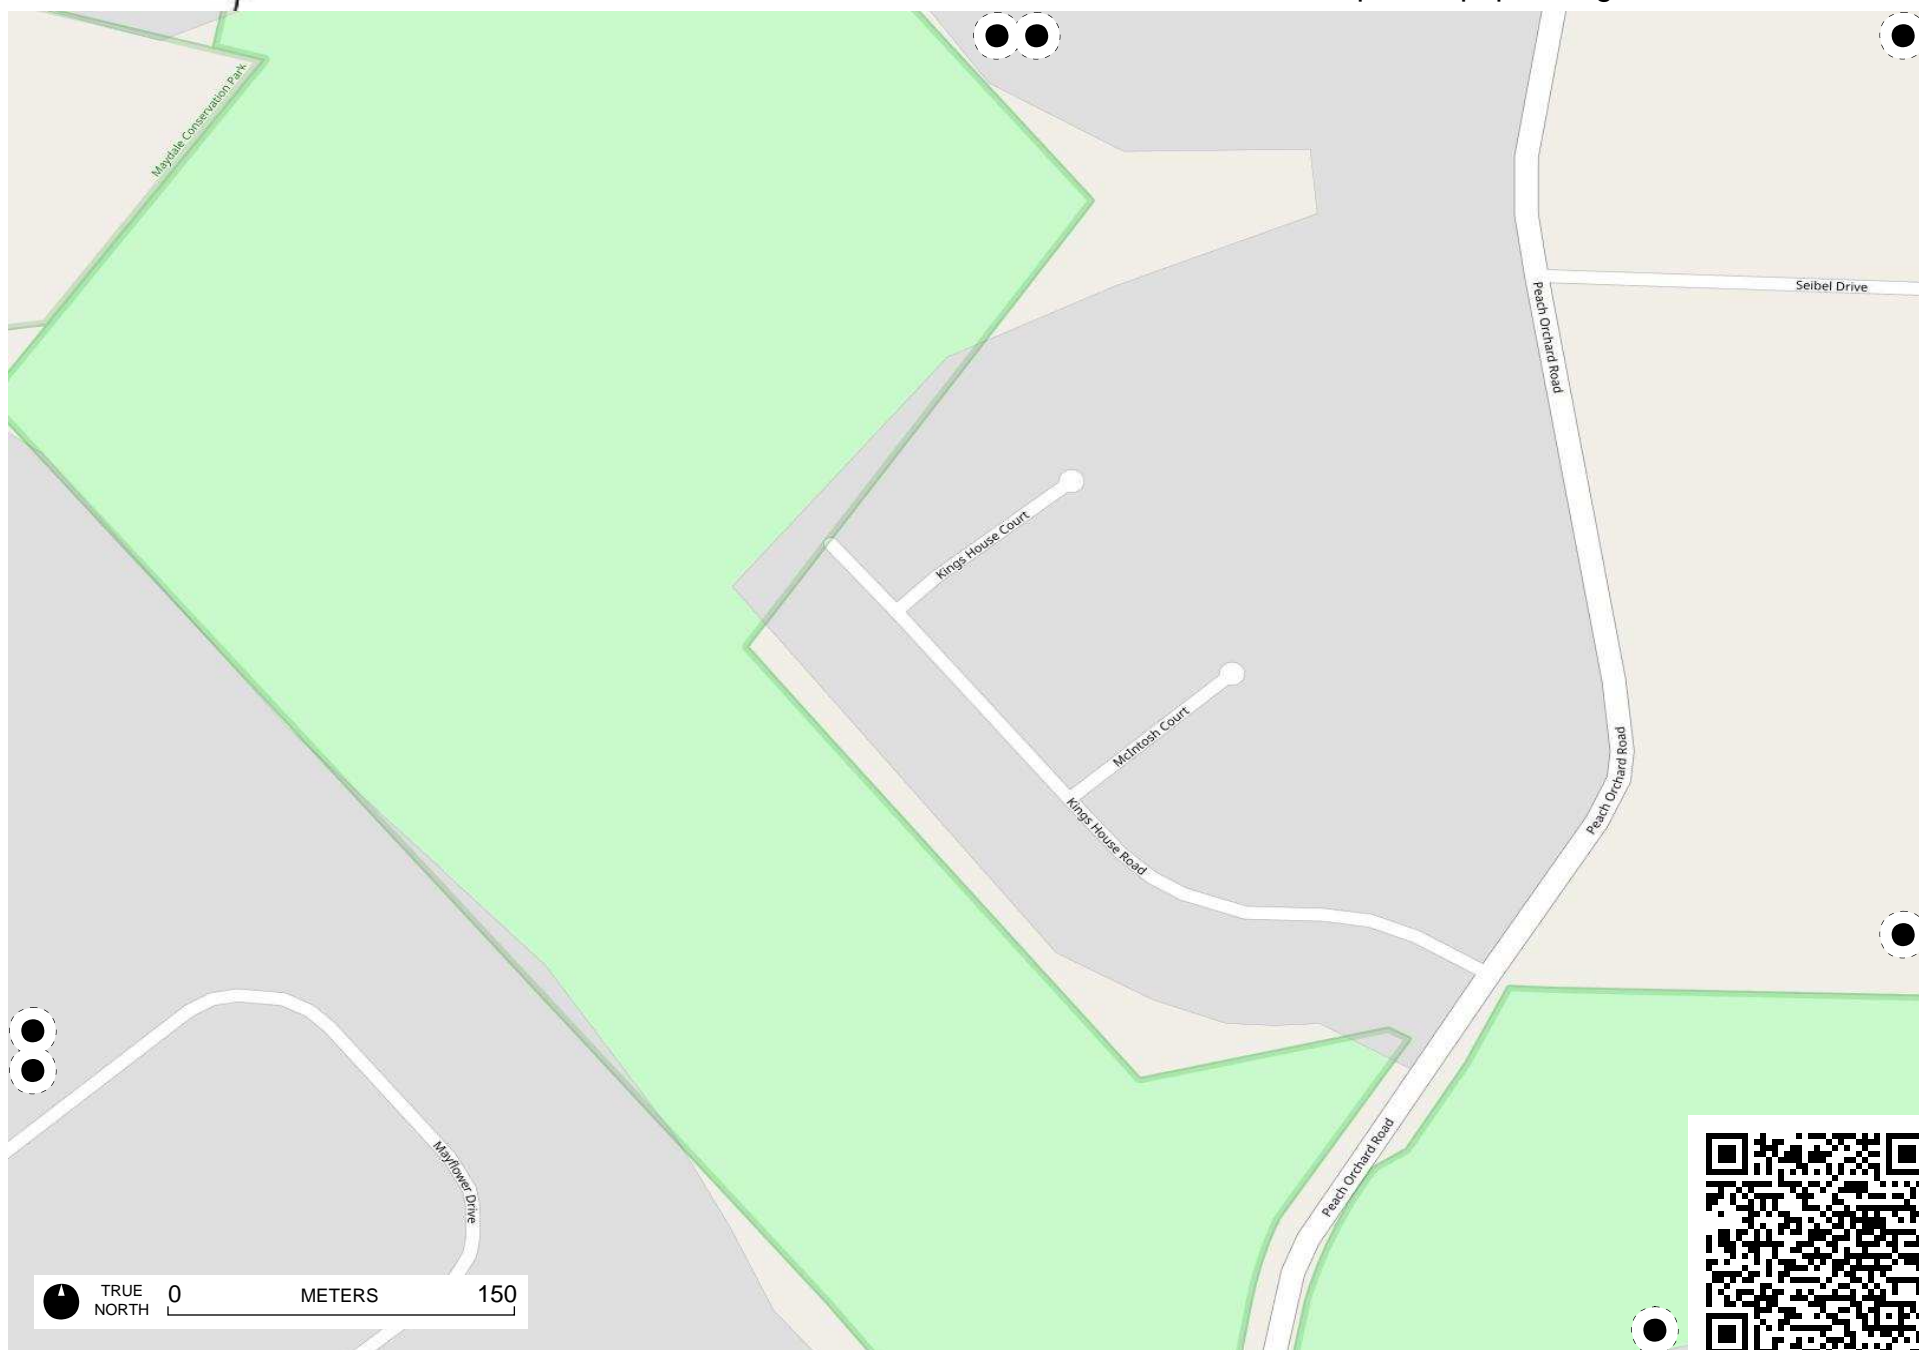 Maydale Conservation Park
Seibel Drive
Peach Orchard Road
Kings House Court
McIntosh Court
Peach Orchard Road
Kings House Road
Peach Orchard Road
Mayflower Drive
TRUE
NORTH
0 METERS 150